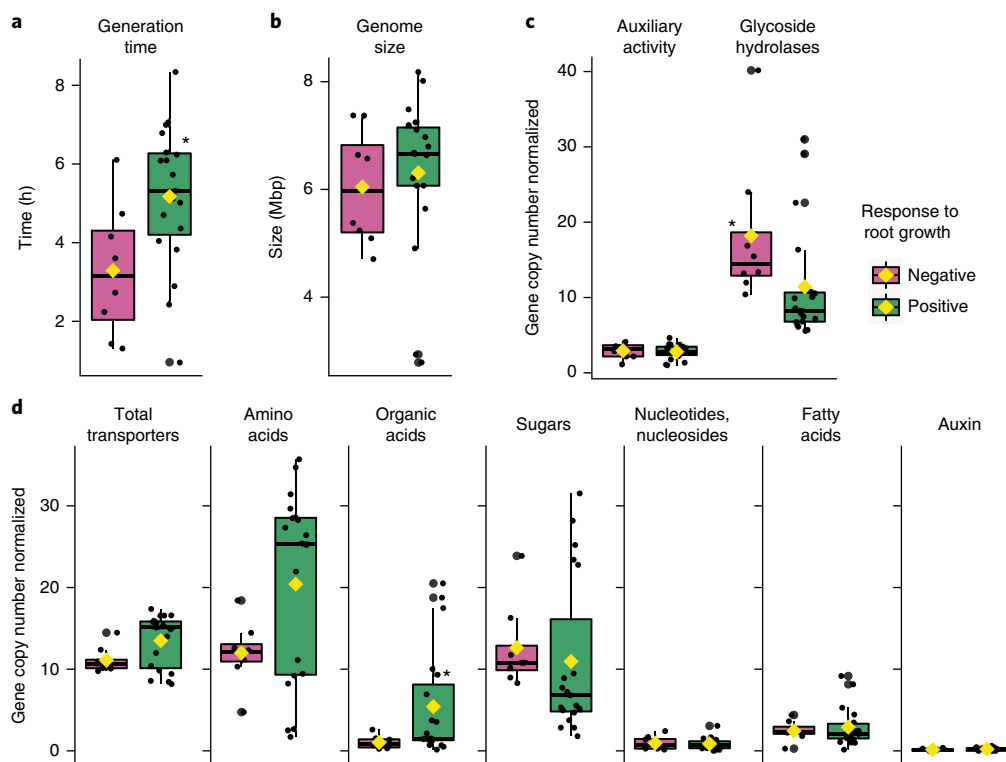 a
Generation
time
Time (h)
8
6
4
2
*
b
Genome
size
Size (Mbp)
8
6
4
c
Auxiliary
activity
Glycoside
hydrolases
Gene copy number normalized
40
30
20
10
0
*
Response to
root growth
Negative
Positive
d
Total
transporters
Amino
acids
Organic
acids
Sugars
Nucleotides,
nucleosides
Fatty
acids
Auxin
Gene copy number normalized
30
20
10
0
*